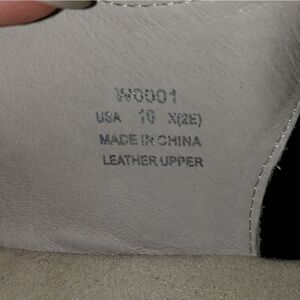 W0001
USA 10 X(2E)
MADE IN CHINA
LEATHER UPPER